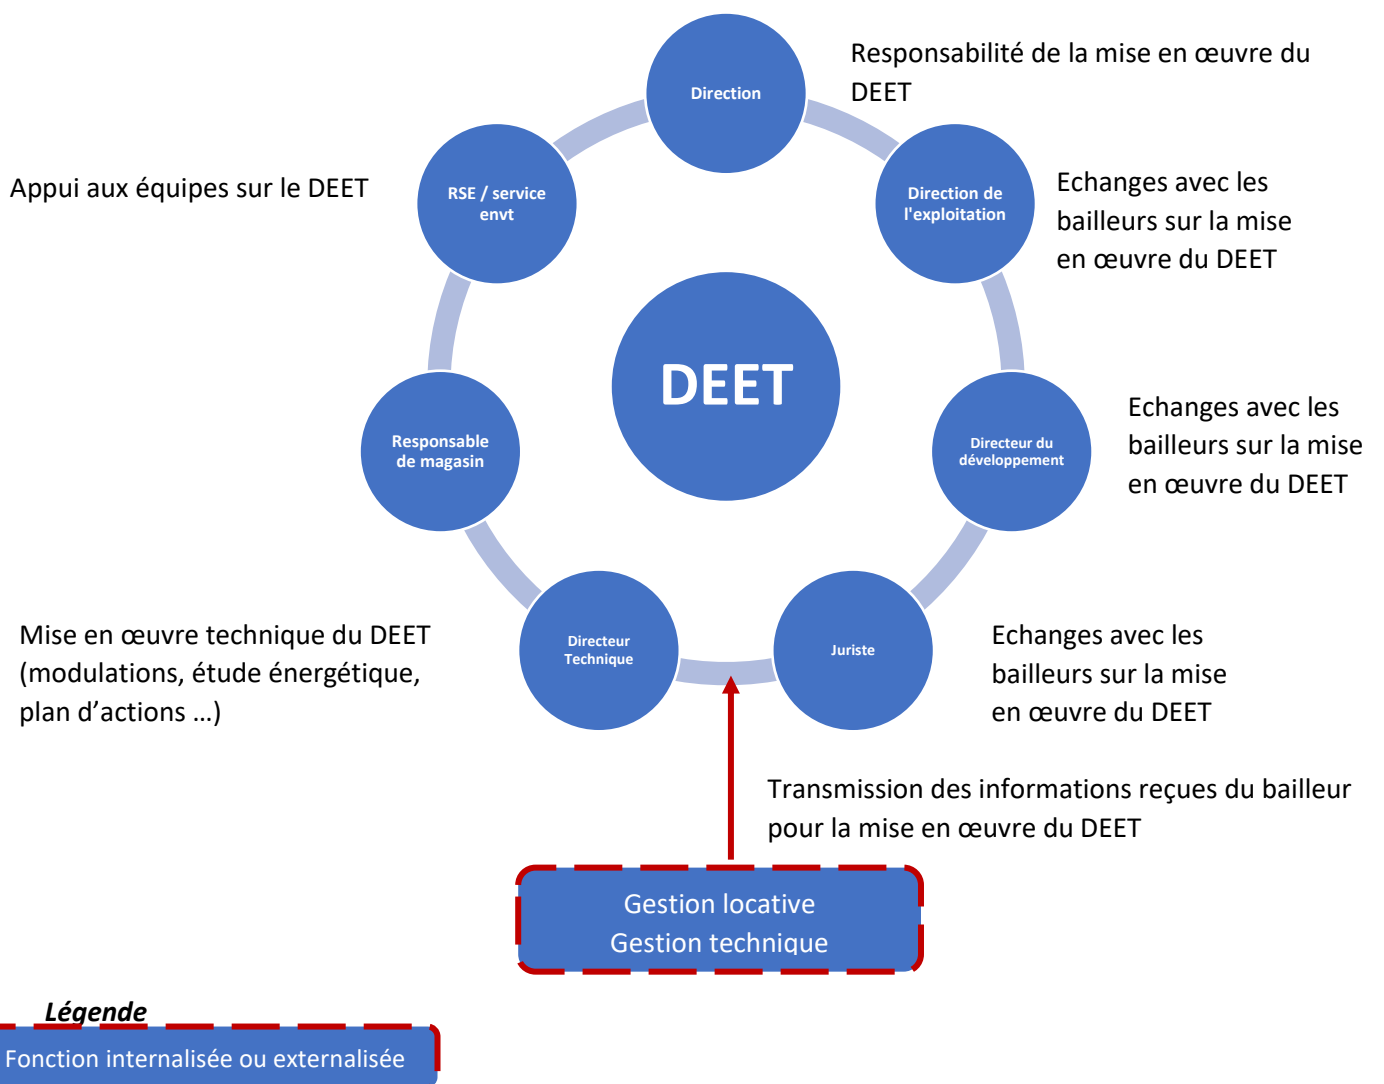 Direction
Responsabilité de la mise en œuvre du
DEET
RSE / service
envt
Appui aux équipes sur le DEET
Direction de
l'exploitation
Echanges avec les
bailleurs sur la mise
en œuvre du DEET
DEET
Responsable
de magasin
Directeur du
développement
Echanges avec les
bailleurs sur la mise
en œuvre du DEET
Mise en œuvre technique du DEET
(modulations, étude énergétique,
plan d’actions …)
Directeur
Technique
Juriste
Echanges avec les
bailleurs sur la mise
en œuvre du DEET
Transmission des informations reçues du bailleur
pour la mise en œuvre du DEET
Gestion locative
Gestion technique
Légende
Fonction internalisée ou externalisée